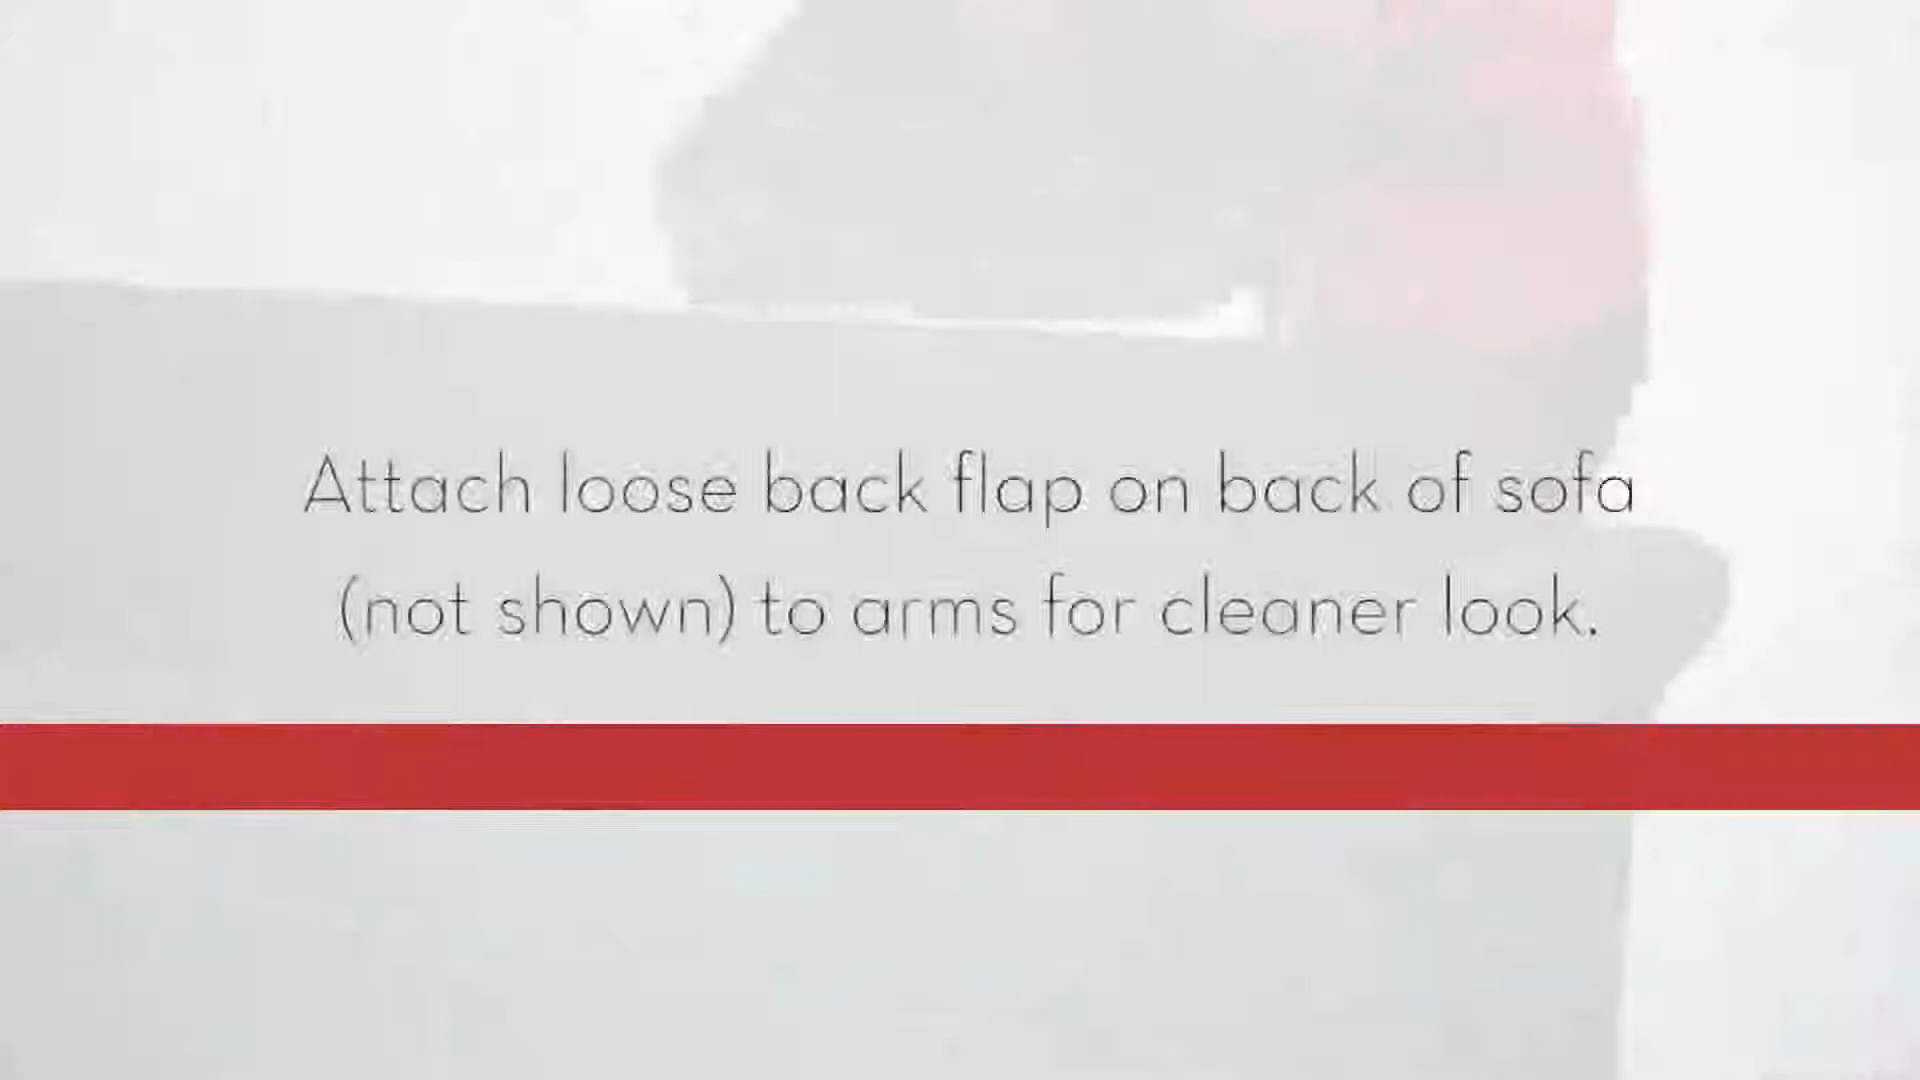 Attach loose back flap on back of sofa
(not shown) to arms for cleaner look.